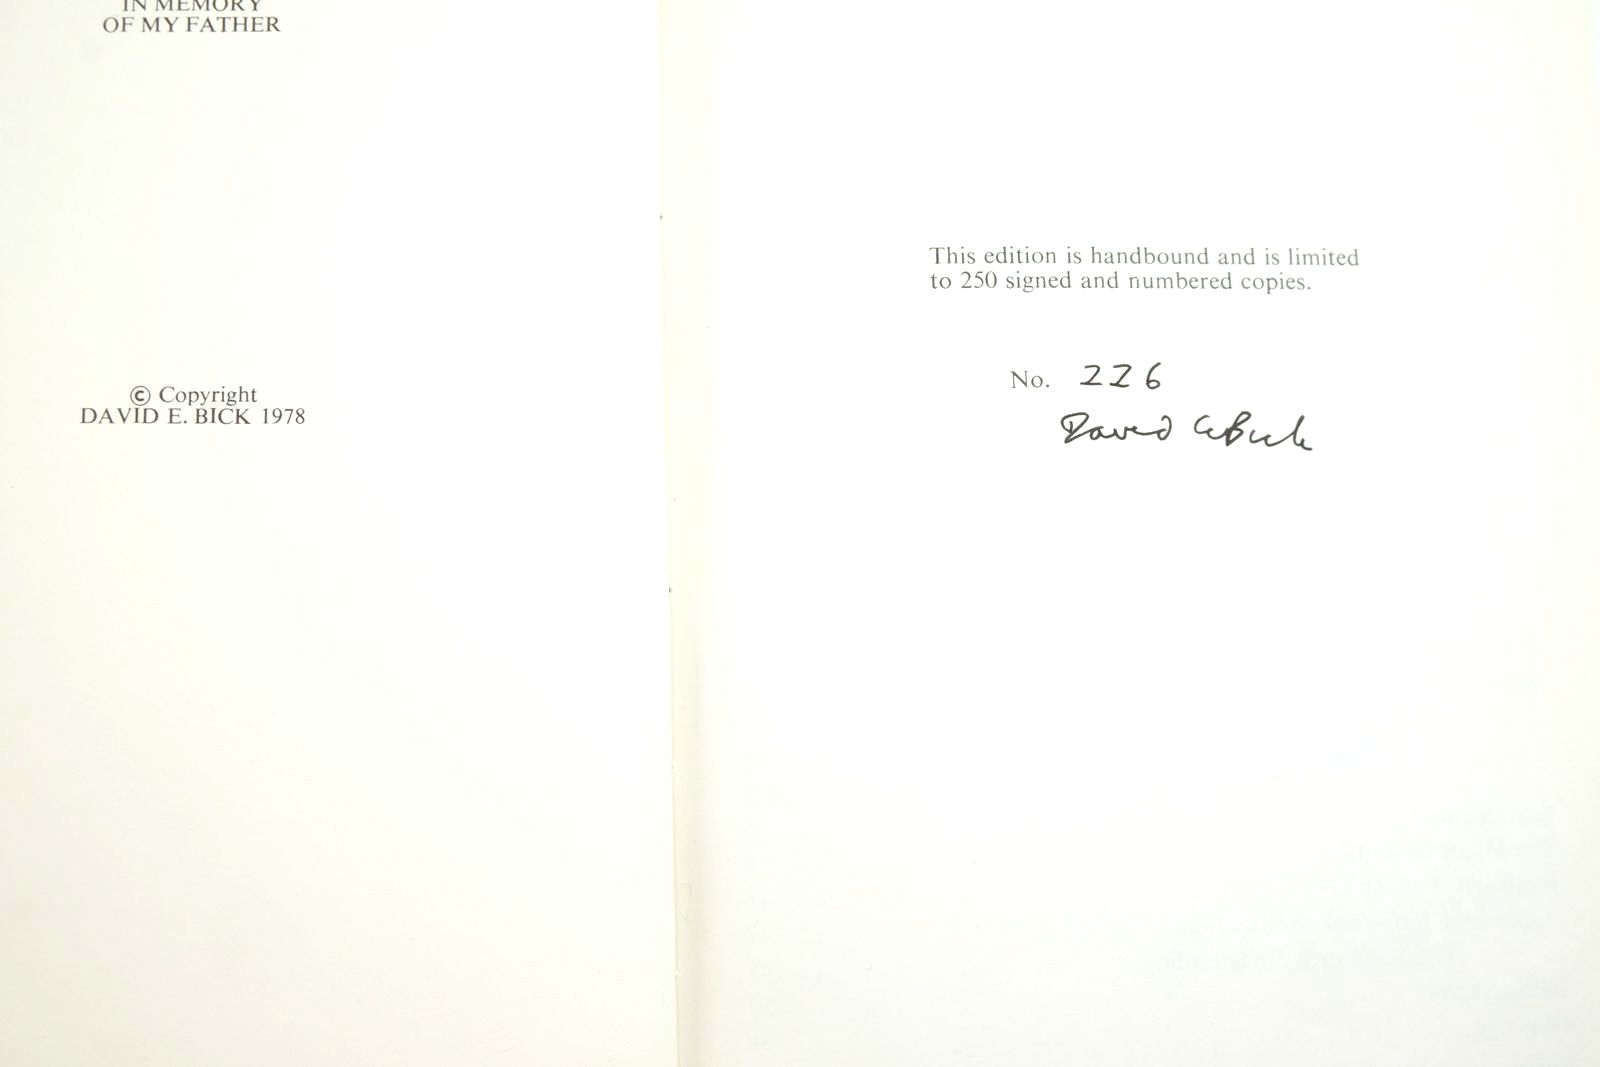 IN MEMORY
OF MY FATHER
© Copyright
DAVID E. BICK 1978
This edition is handbound and is limited
to 250 signed and numbered copies.
No. 226
David E Bick